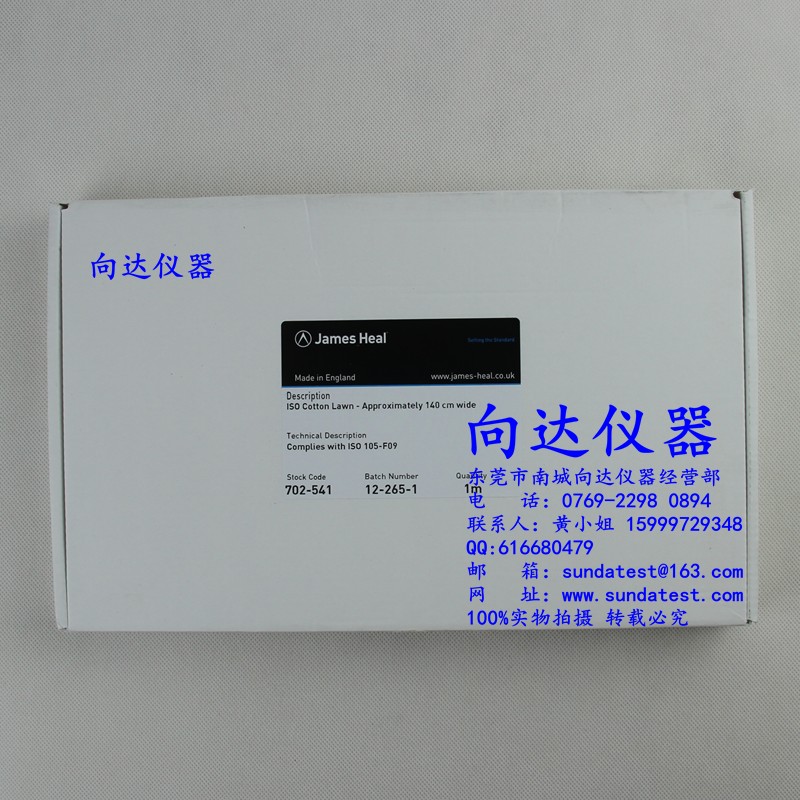 向达仪器
James Heal
Setting the Standard
Made in England www.james-heal.co.uk
Description
ISO Cotton Lawn - Approximately 140 cm wide
Technical Description
Complies with ISO 105-F09
Stock Code Batch Number Quantity
702-541 12-265-1 1m
向达仪器
东莞市南城向达仪器经营部
电 话：0769-2298 0894
联系人：黄小姐 15999729348
QQ:616680479
邮 箱：sundatest@163.com
网 址：www.sundatest.com
100%实物拍摄 转载必究